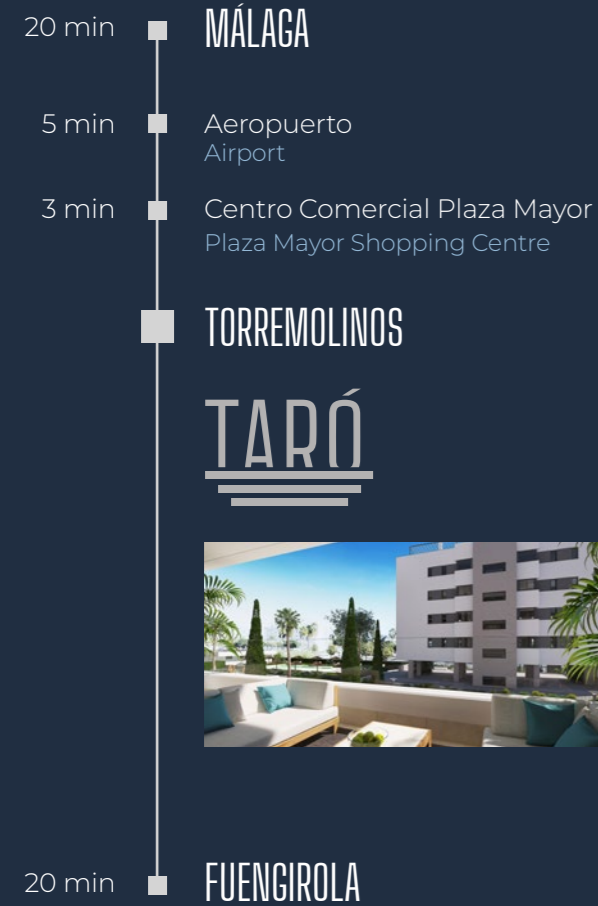 20 min MÁLAGA
5 min Aeropuerto
Airport
3 min Centro Comercial Plaza Mayor
Plaza Mayor Shopping Centre
TORREMOLINOS
TARÓ
20 min FUENGIROLA